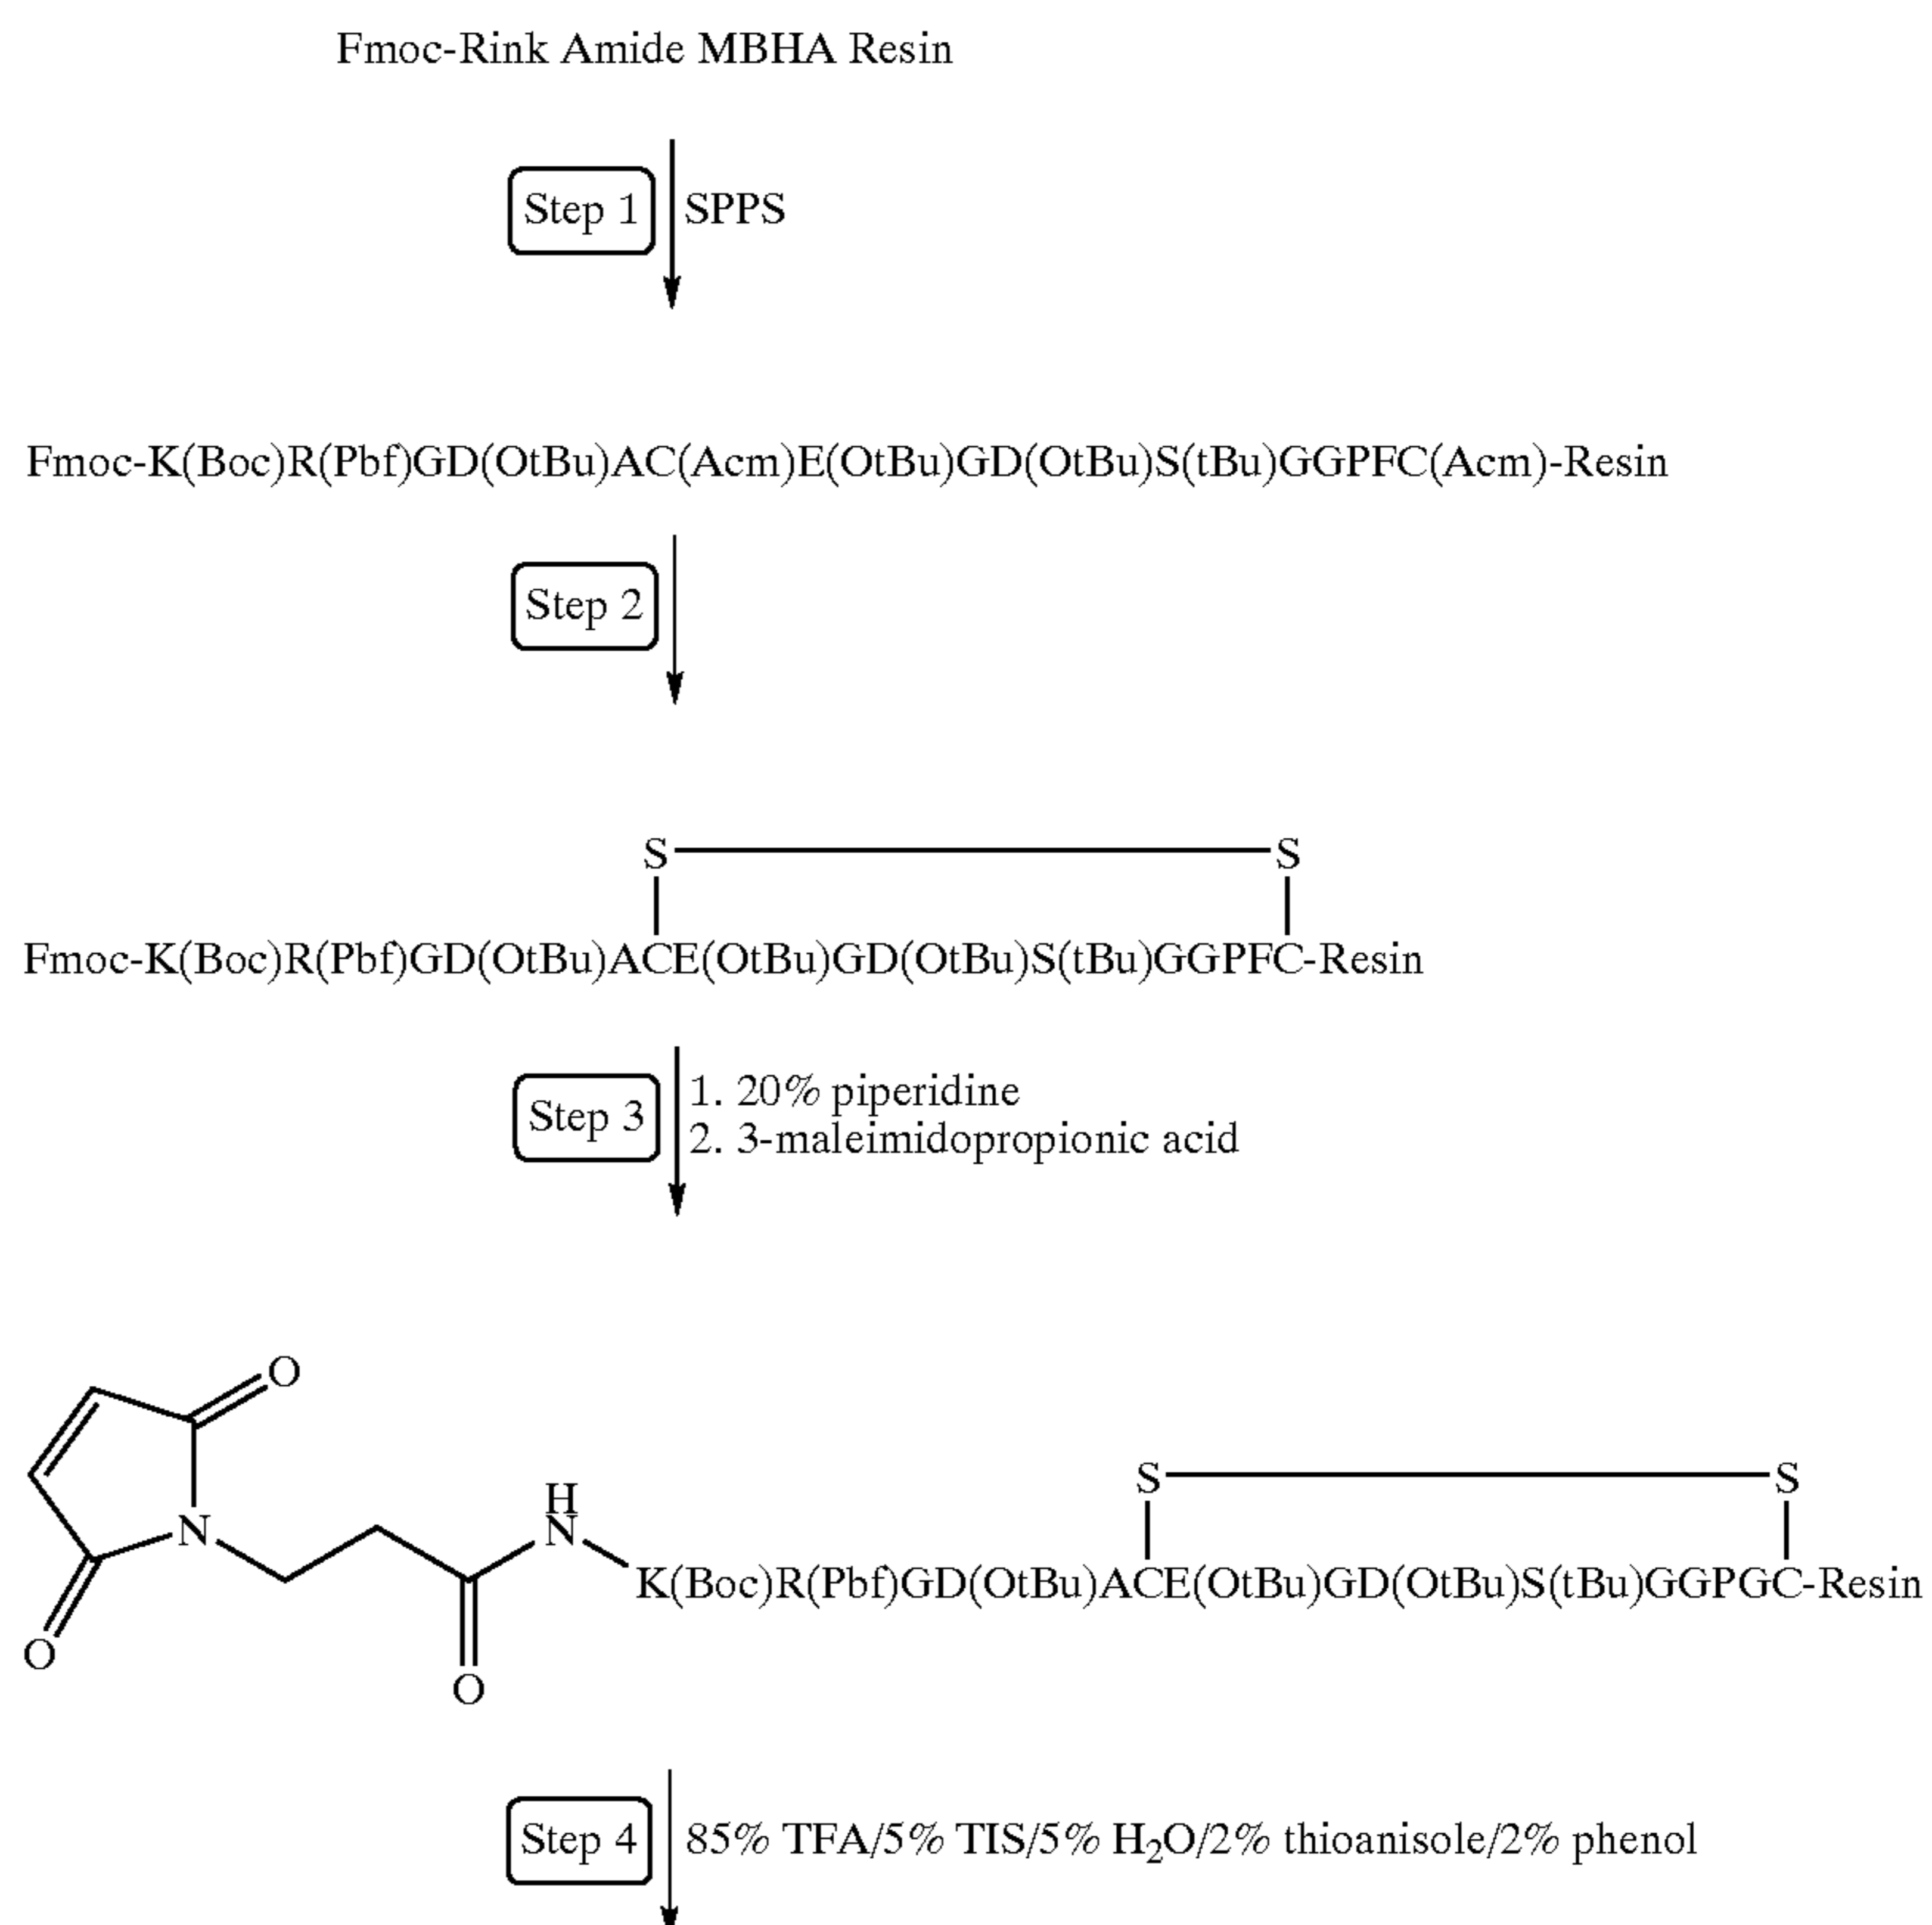 Fmoc-Rink Amide MBHA Resin
Step 1
SPPS
Fmoc-K(Boc)R(Pbf)GD(OtBu)AC(Acm)E(OtBu)GD(OtBu)S(tBu)GGPFC(Acm)-Resin
Step 2
S S
Fmoc-K(Boc)R(Pbf)GD(OtBu)ACE(OtBu)GD(OtBu)S(tBu)GGPFC-Resin
Step 3
1. 20% piperidine
2. 3-maleimidopropionic acid
O
S S
H
N N
K(Boc)R(Pbf)GD(OtBu)ACE(OtBu)GD(OtBu)S(tBu)GGPGC-Resin
O
O
Step 4
85% TFA/5% TIS/5% H₂O/2% thioanisole/2% phenol